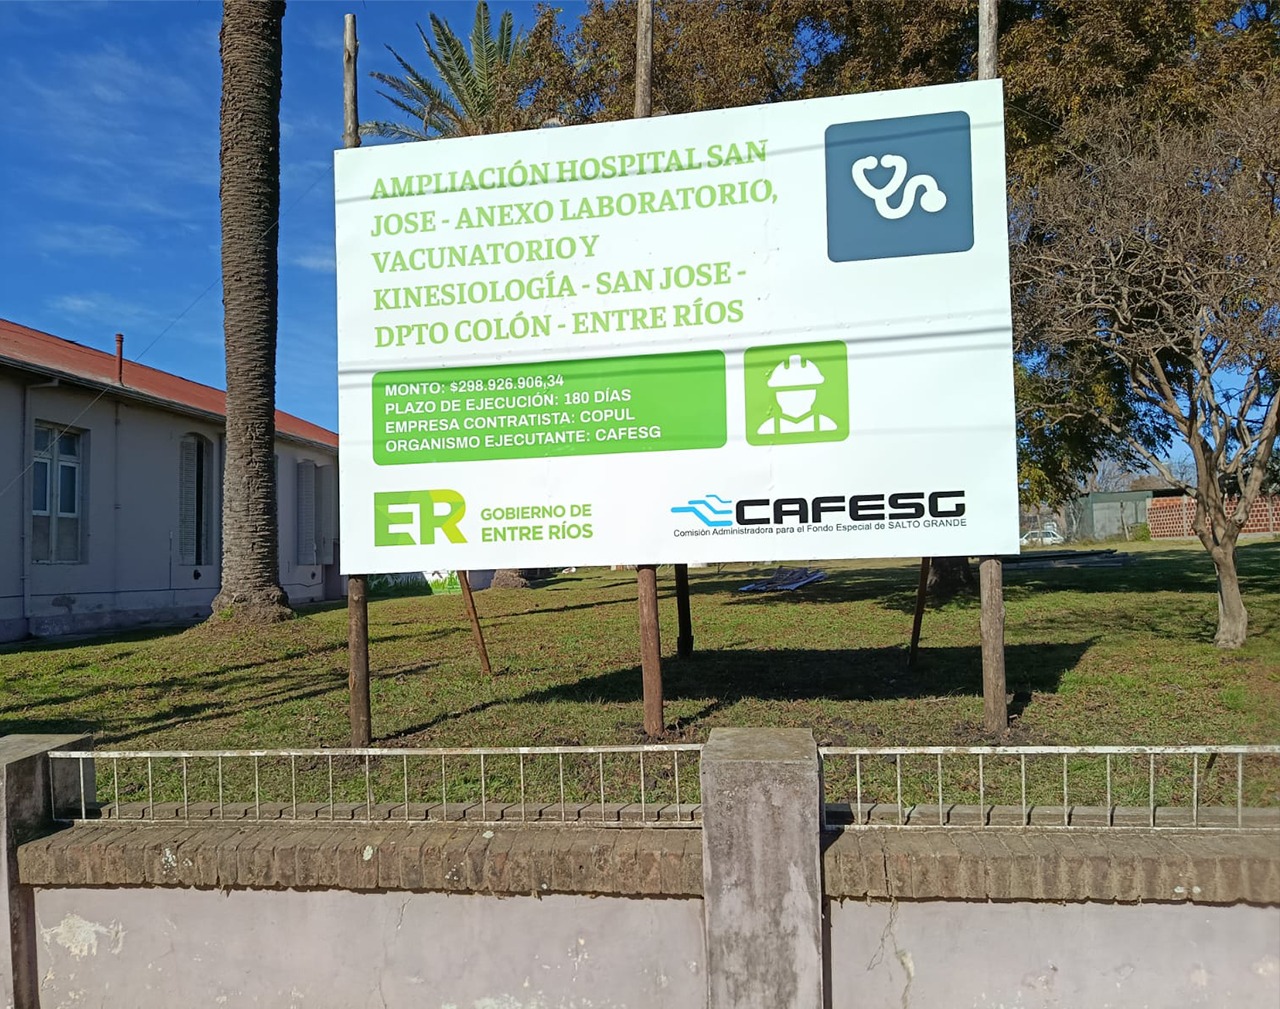 AMPLIACIÓN HOSPITAL SAN
JOSE - ANEXO LABORATORIO,
VACUNATORIO Y
KINESIOLOGÍA - SAN JOSE -
DPTO COLÓN - ENTRE RÍOS
MONTO: $298.926.906,34
PLAZO DE EJECUCIÓN: 180 DÍAS
EMPRESA CONTRATISTA: COPUL
ORGANISMO EJECUTANTE: CAFESG
ER
GOBIERNO DE
ENTRE RÍOS
CAFESG
Comisión Administradora para el Fondo Especial de SALTO GRANDE